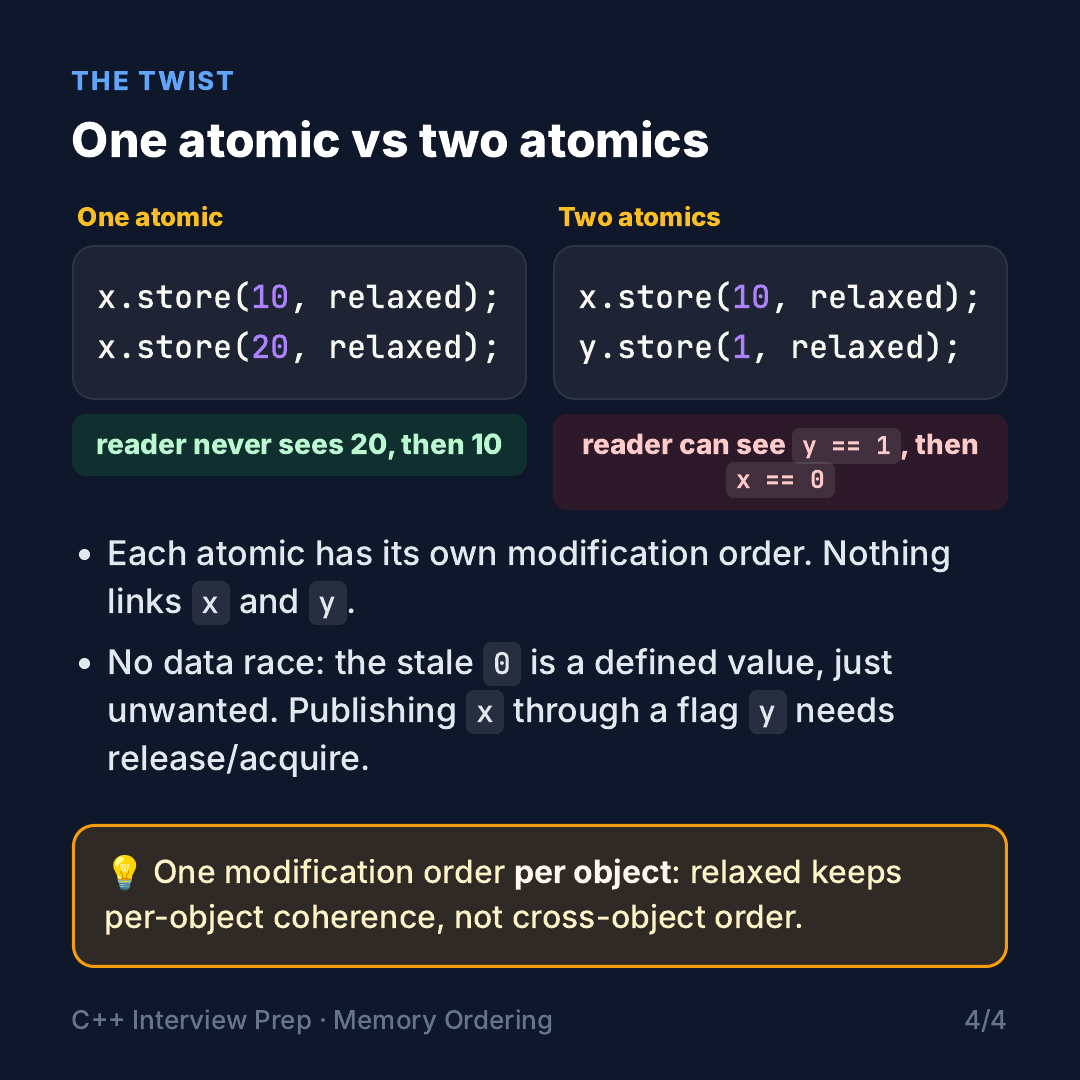 THE TWIST
One atomic vs two atomics
One atomic
x.store(10, relaxed);
x.store(20, relaxed);
reader never sees 20, then 10
Two atomics
x.store(10, relaxed);
y.store(1, relaxed);
reader can see y == 1, then
x == 0
• Each atomic has its own modification order. Nothing
links x and y.
• No data race: the stale 0 is a defined value, just
unwanted. Publishing x through a flag y needs
release/acquire.
💡 One modification order per object: relaxed keeps
per-object coherence, not cross-object order.
C++ Interview Prep · Memory Ordering
4/4